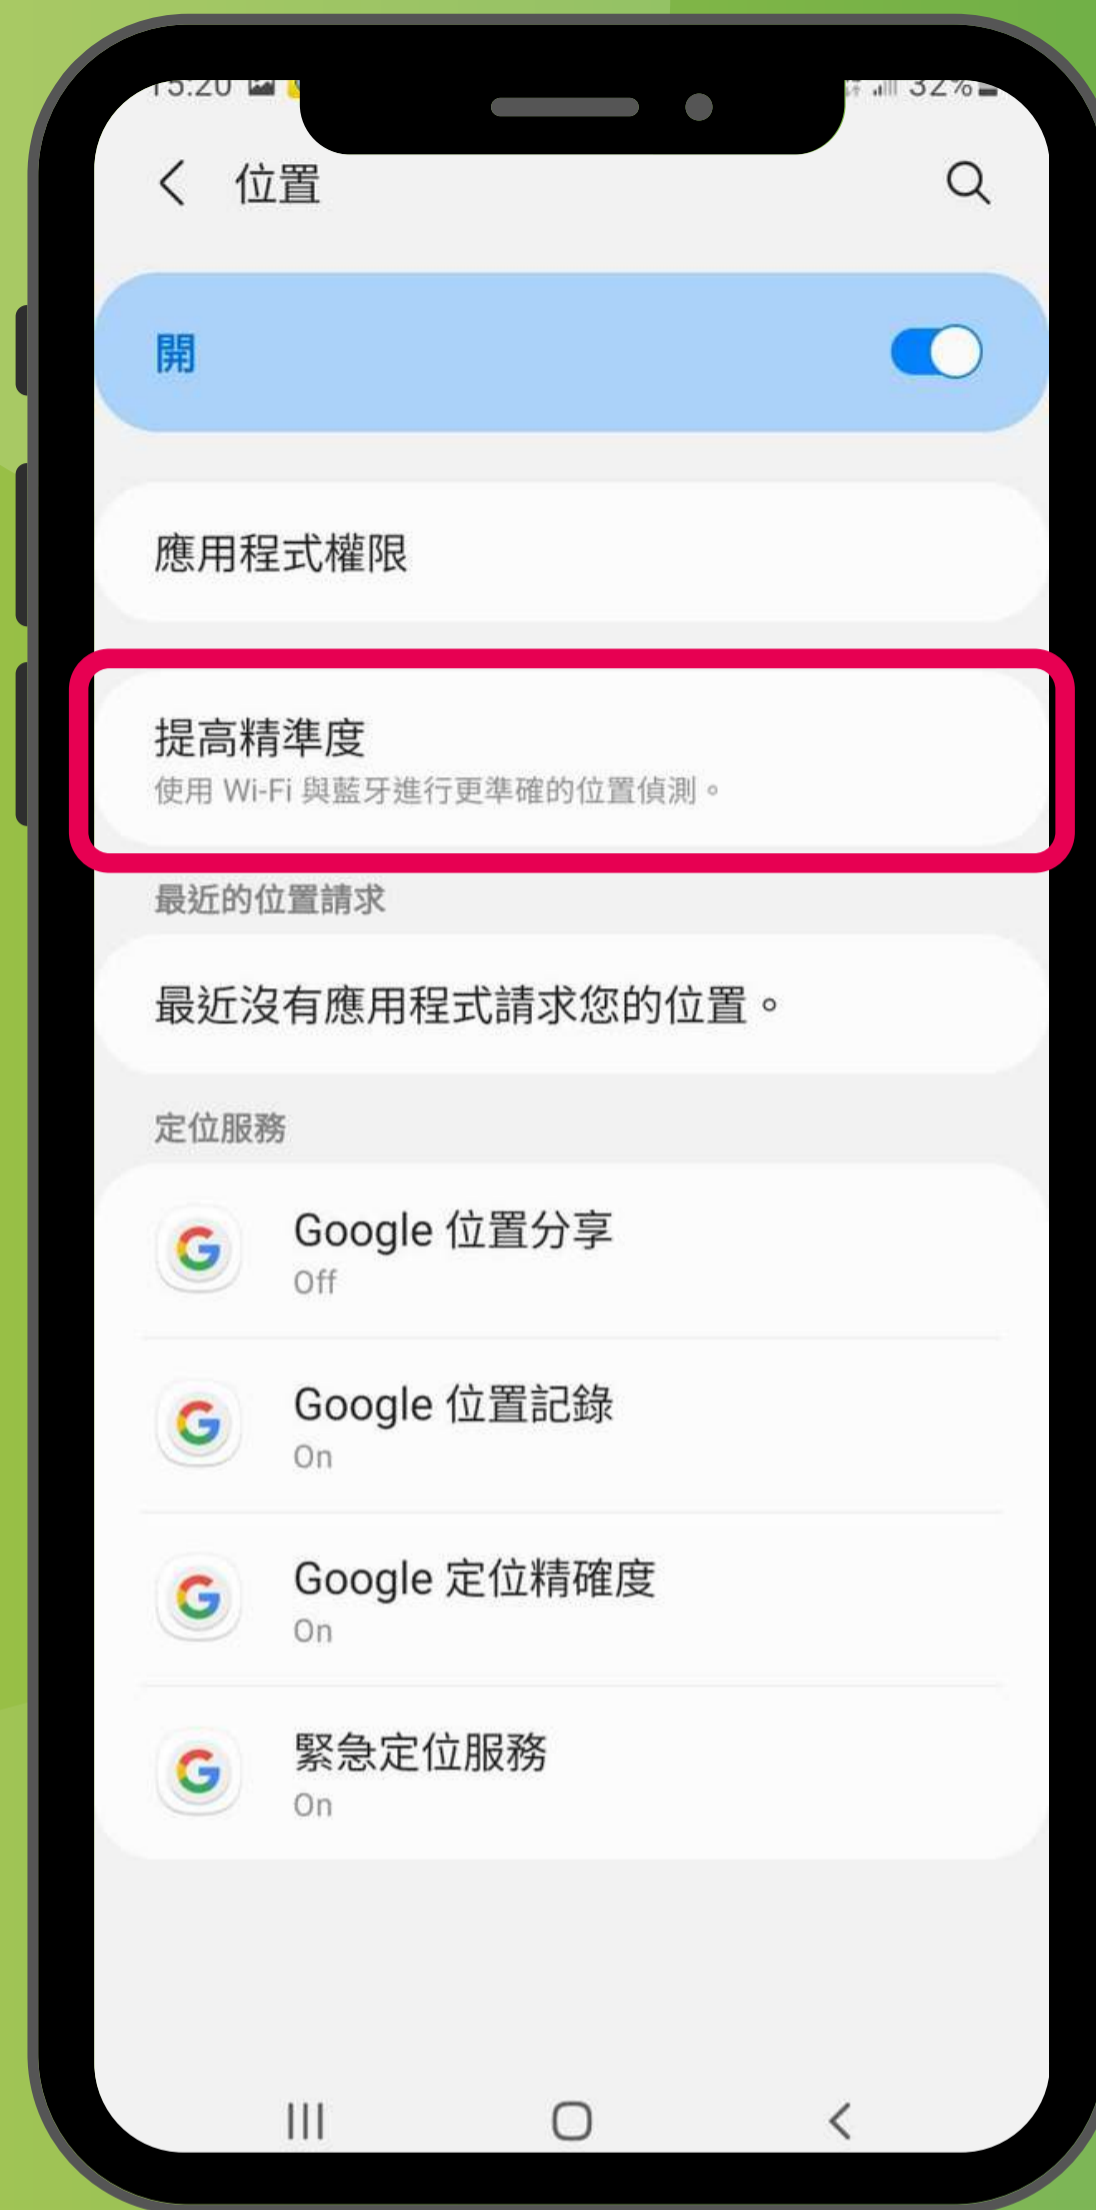 15:20 32%
位置
開
應用程式權限
提高精準度
使用 Wi-Fi 與藍牙進行更準確的位置偵測。
最近的位置請求
最近沒有應用程式請求您的位置。
定位服務
Google 位置分享
Off
Google 位置記錄
On
Google 定位精確度
On
緊急定位服務
On